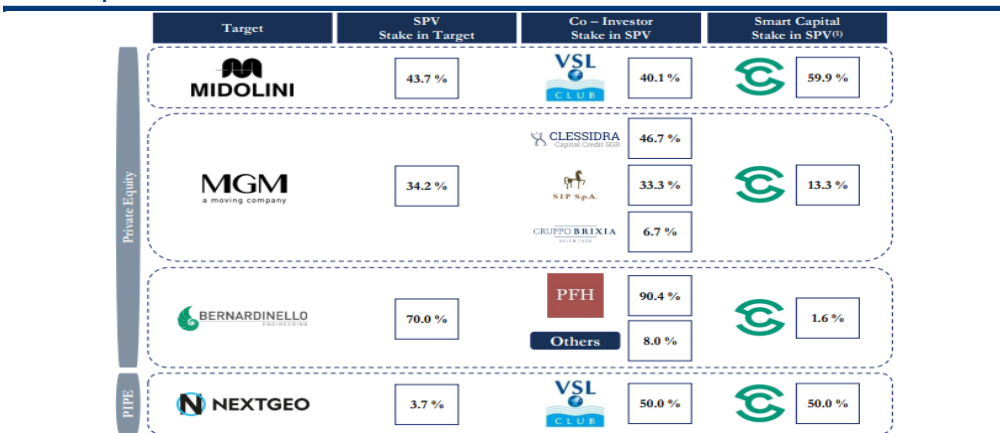 Target
SPV
Stake in Target
Co – Investor
Stake in SPV
Smart Capital
Stake in SPV(1)
Private Equity
MIDOLINI
43.7 %
VSL
CLUB
40.1 %
59.9 %
MGM
a moving company
34.2 %
CLESSIDRA
Capital Credit SGR
46.7 %
SIP S.p.A.
33.3 %
13.3 %
GRUPPO BRIXIA
6.7 %
BERNARDINELLO
ENGINEERING
70.0 %
PFH
90.4 %
Others
8.0 %
1.6 %
PIPE
NEXTGEO
3.7 %
VSL
CLUB
50.0 %
50.0 %